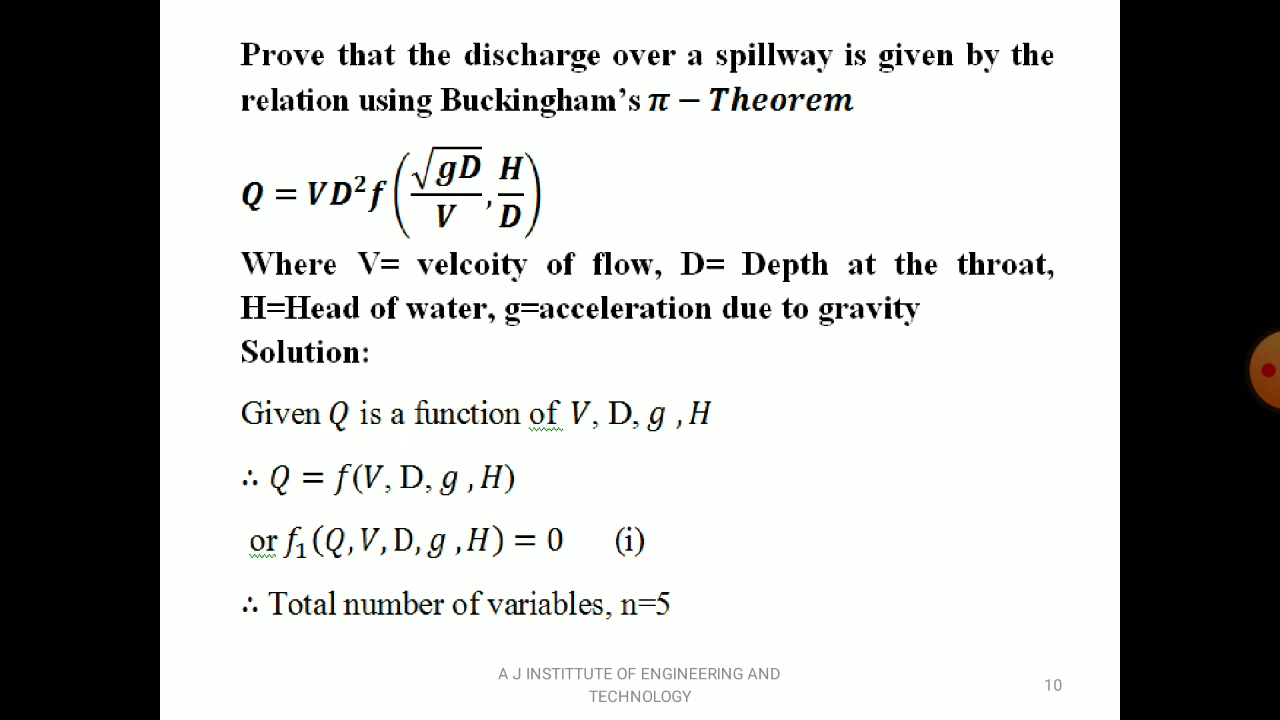 Prove that the discharge over a spillway is given by the
relation using Buckingham's π − Theorem
Q = VD²f(√gD/V, H/D)
Where V= velcoity of flow, D= Depth at the throat,
H=Head of water, g=acceleration due to gravity
Solution:
Given Q is a function of V, D, g , H
∴ Q = f(V, D, g , H)
or f₁(Q, V, D, g , H) = 0 (i)
∴ Total number of variables, n=5
A J INSTITTUTE OF ENGINEERING AND
TECHNOLOGY
10